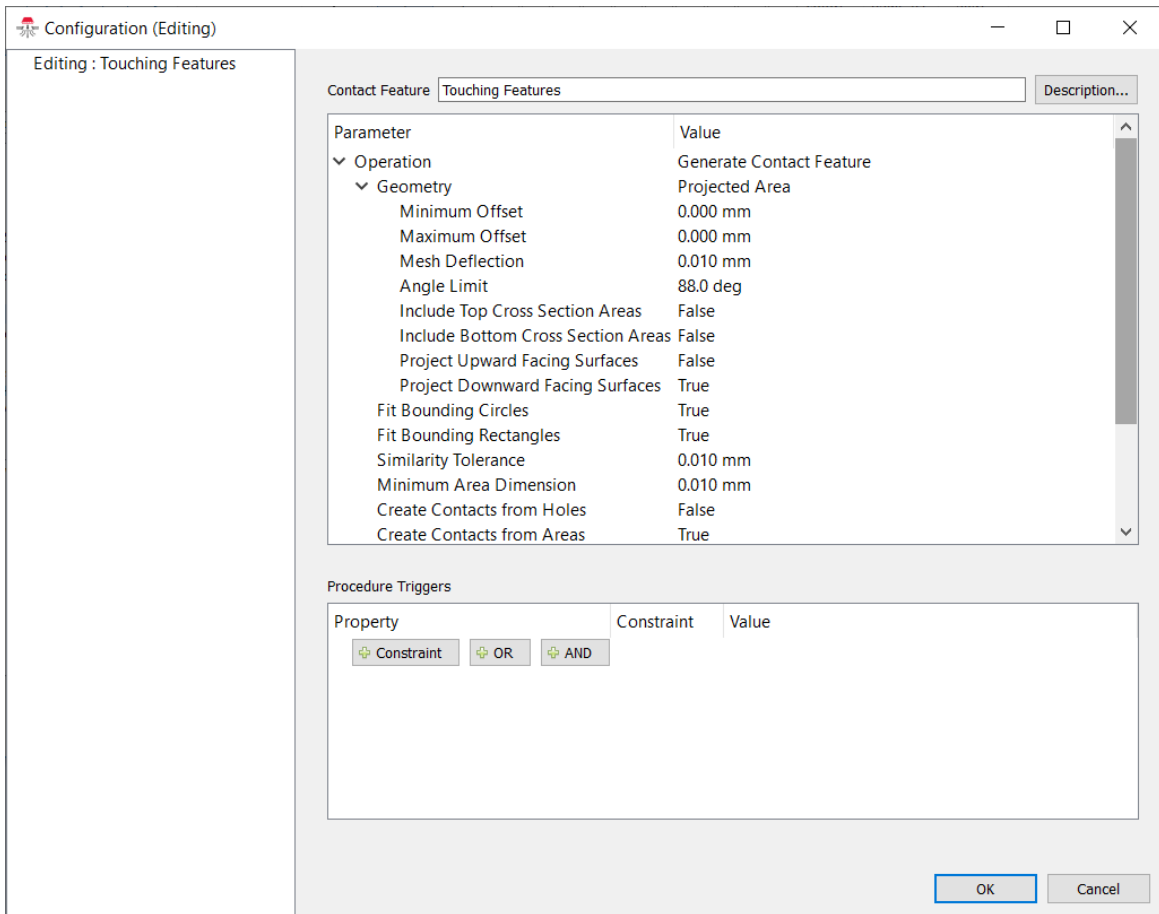 Configuration (Editing)
Editing : Touching Features
Contact Feature Touching Features Description...
Parameter Value
Operation Generate Contact Feature
Geometry Projected Area
Minimum Offset 0.000 mm
Maximum Offset 0.000 mm
Mesh Deflection 0.010 mm
Angle Limit 88.0 deg
Include Top Cross Section Areas False
Include Bottom Cross Section Areas False
Project Upward Facing Surfaces False
Project Downward Facing Surfaces True
Fit Bounding Circles True
Fit Bounding Rectangles True
Similarity Tolerance 0.010 mm
Minimum Area Dimension 0.010 mm
Create Contacts from Holes False
Create Contacts from Areas True
Procedure Triggers
Property Constraint Value
Constraint OR AND
OK Cancel